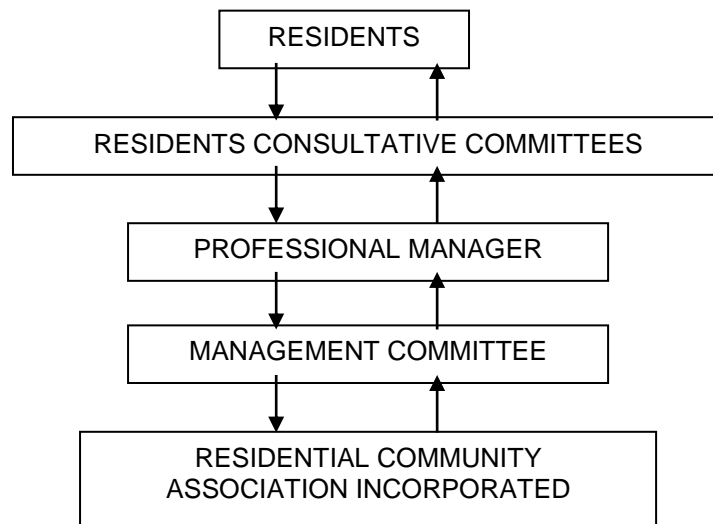 RESIDENTS
RESIDENTS CONSULTATIVE COMMITTEES
PROFESSIONAL MANAGER
MANAGEMENT COMMITTEE
RESIDENTIAL COMMUNITY
ASSOCIATION INCORPORATED